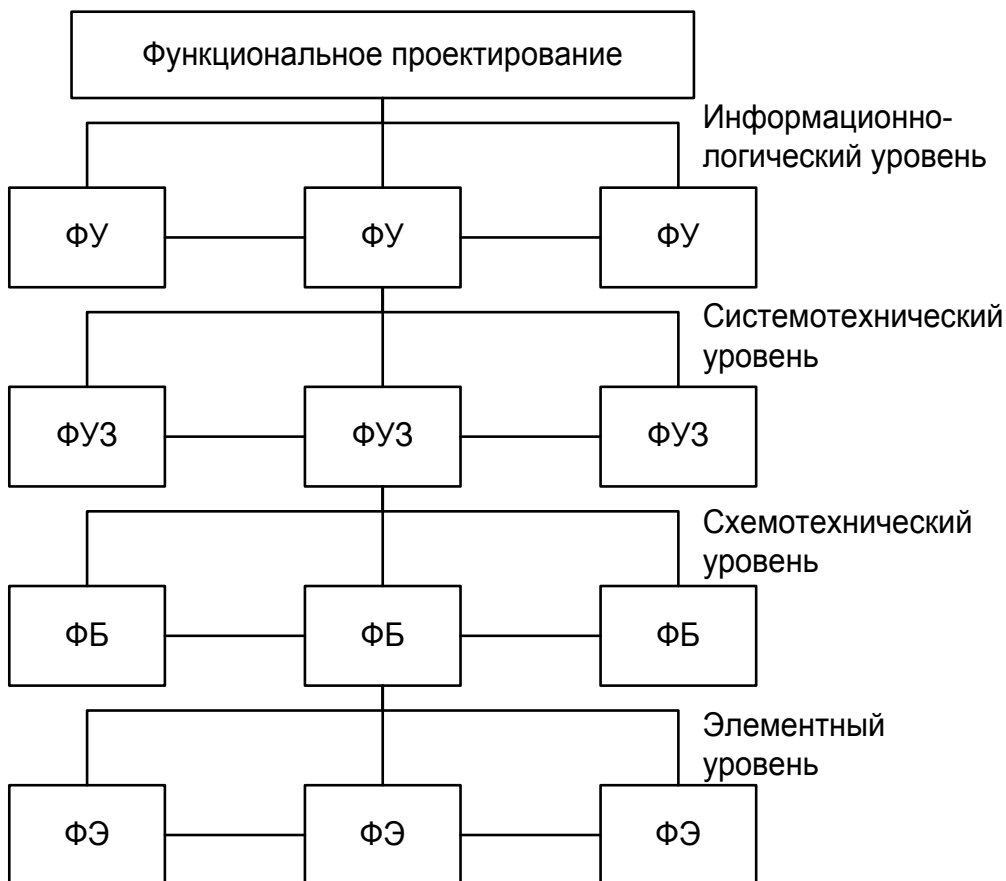 Функциональное проектирование
Информационно-
логический уровень
ФУ
ФУ
ФУ
Системотехнический
уровень
ФУЗ
ФУЗ
ФУЗ
Схемотехнический
уровень
ФБ
ФБ
ФБ
Элементный
уровень
ФЭ
ФЭ
ФЭ